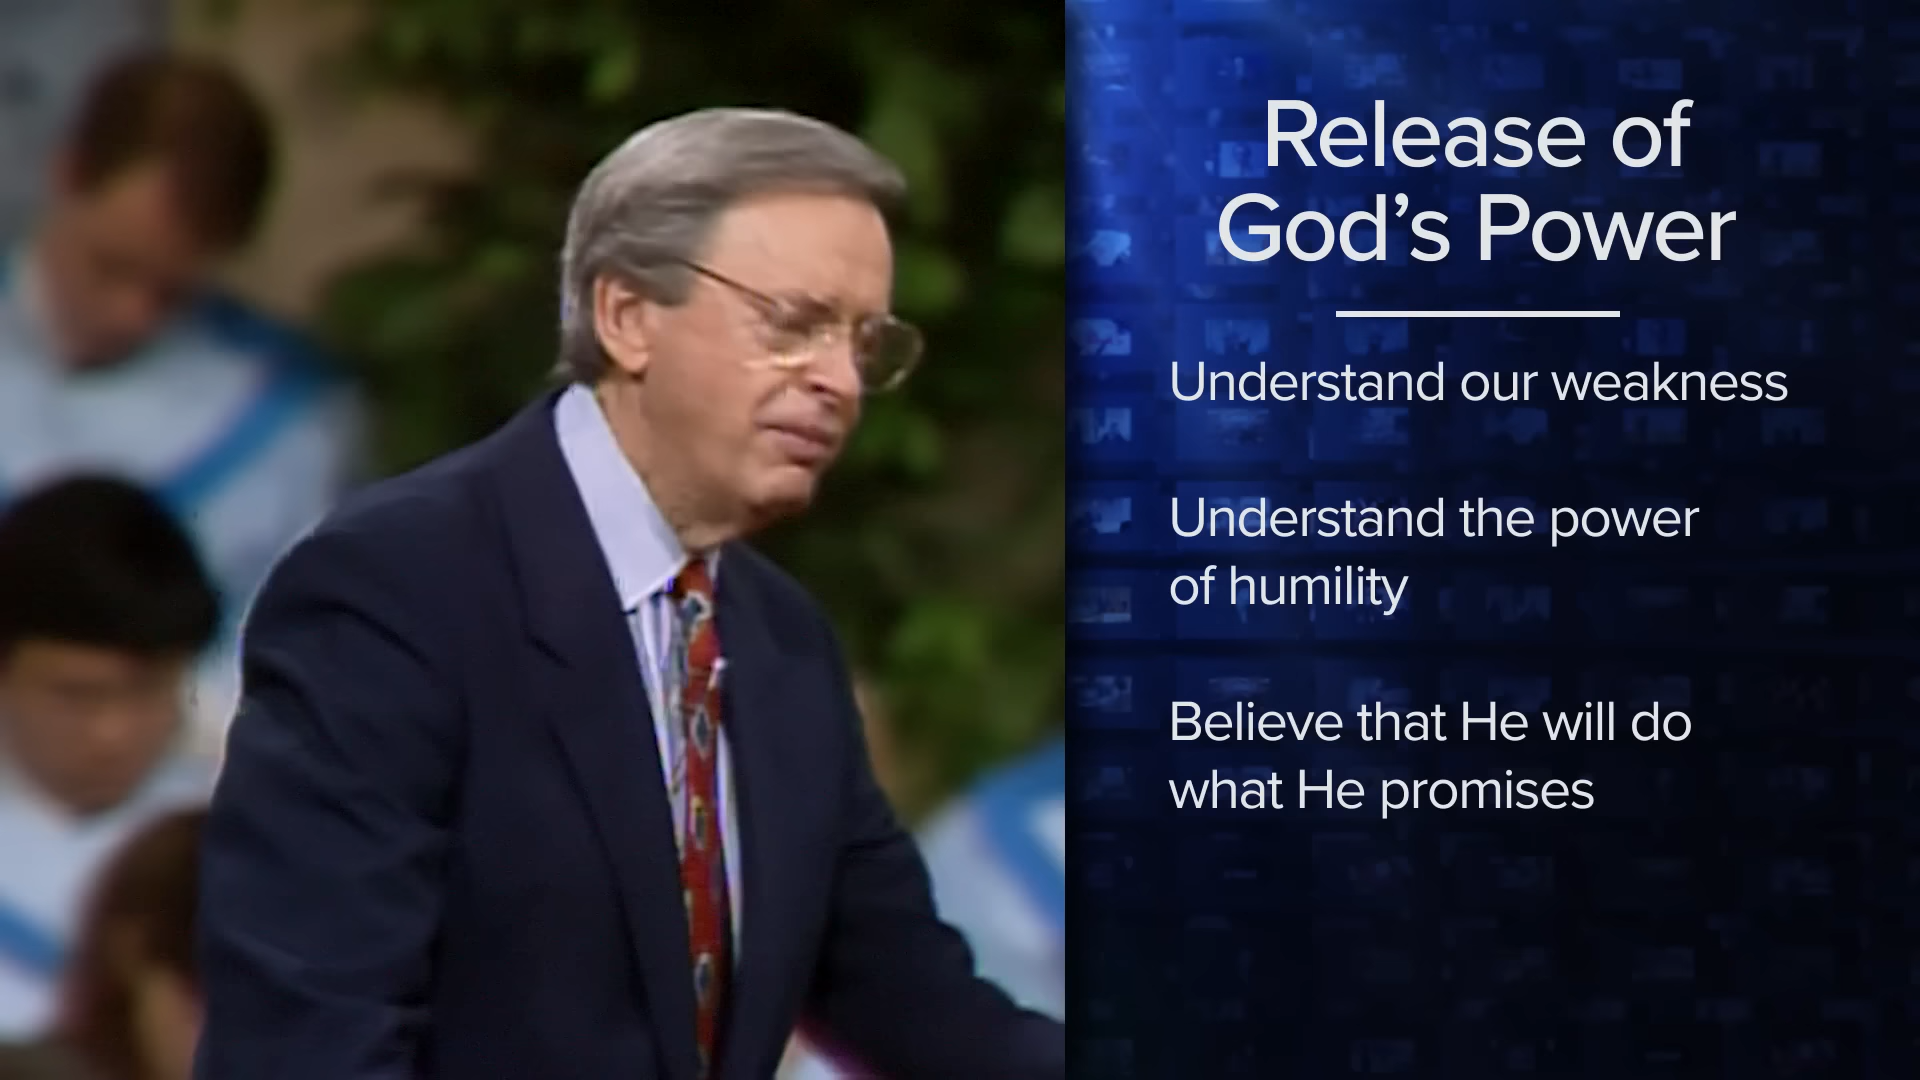 Release of
God’s Power
Understand our weakness
Understand the power
of humility
Believe that He will do
what He promises